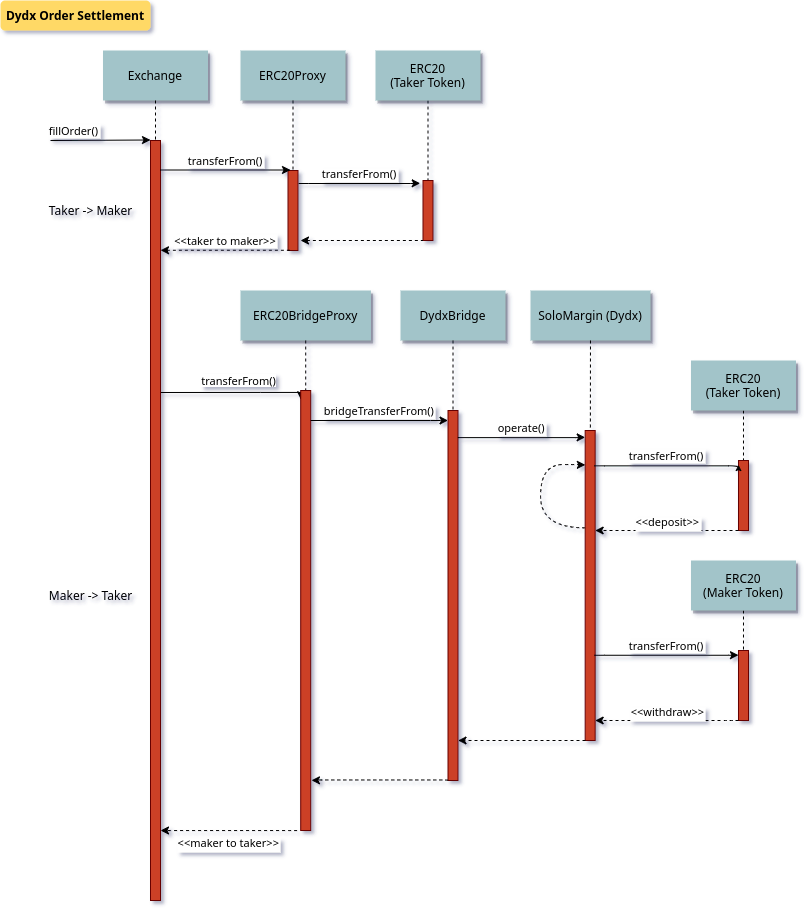 Dydx Order Settlement
Exchange
ERC20Proxy
ERC20
(Taker Token)
fillOrder()
transferFrom()
transferFrom()
Taker -> Maker
<<taker to maker>>
ERC20BridgeProxy
DydxBridge
SoloMargin (Dydx)
ERC20
(Taker Token)
transferFrom()
bridgeTransferFrom()
operate()
transferFrom()
<<deposit>>
ERC20
(Maker Token)
Maker -> Taker
transferFrom()
<<withdraw>>
<<maker to taker>>